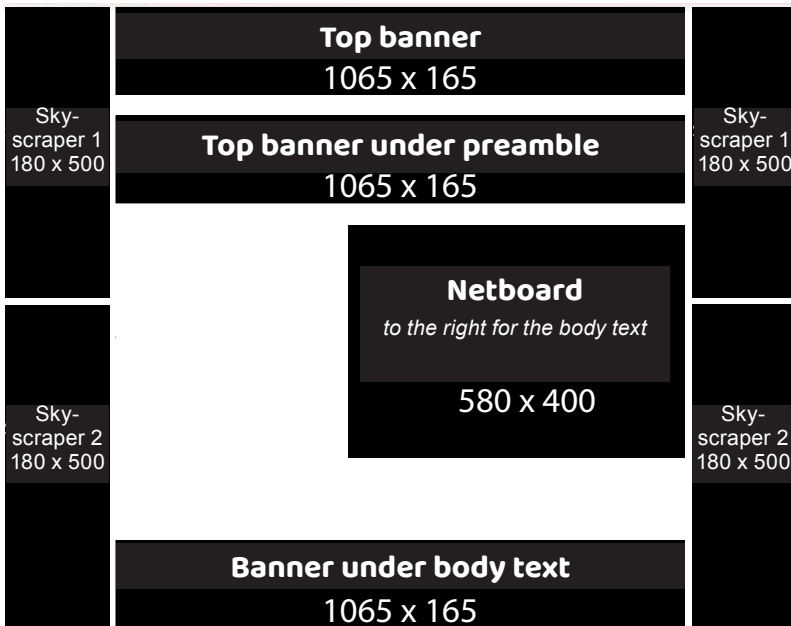 Top banner
1065 x 165
Sky-
scraper 1
180 x 500
Top banner under preamble
1065 x 165
Sky-
scraper 1
180 x 500
Netboard
to the right for the body text
580 x 400
Sky-
scraper 2
180 x 500
Sky-
scraper 2
180 x 500
Banner under body text
1065 x 165